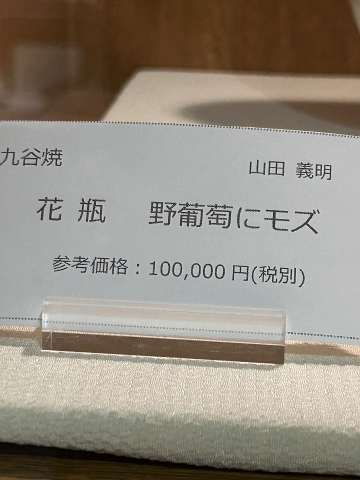 九谷焼 山田 義明
花瓶 野葡萄にモズ
参考価格：100,000円(税別)